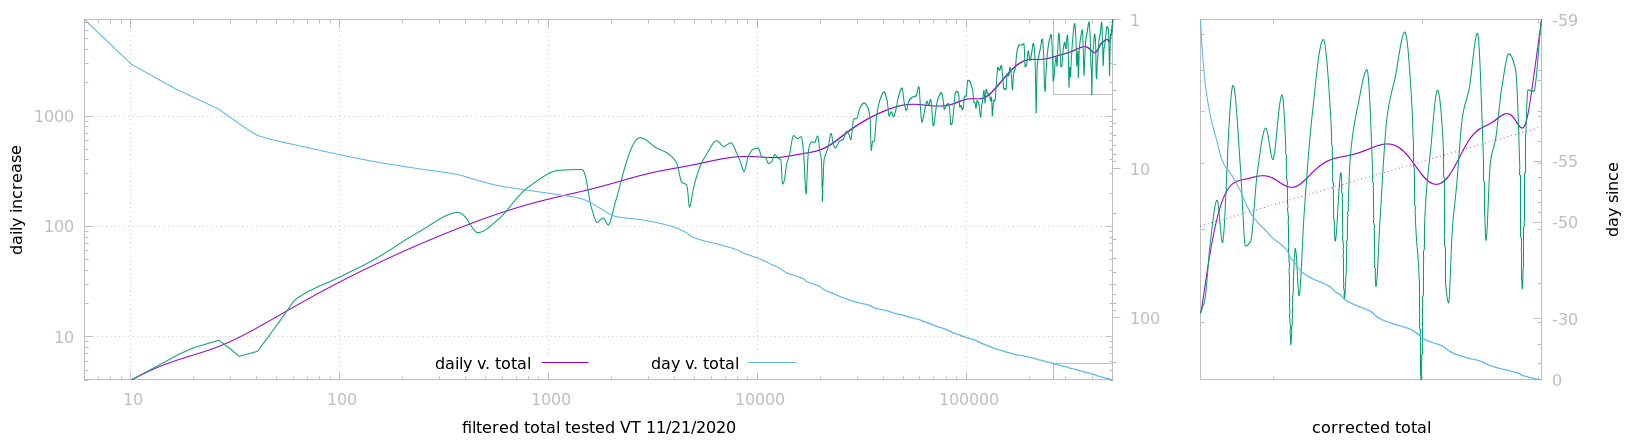 daily increase
1000
100
10
10
100
1000
10000
100000
filtered total tested VT 11/21/2020
daily v. total
day v. total
1
10
100
corrected total
-59
-55
-50
-30
0
day since